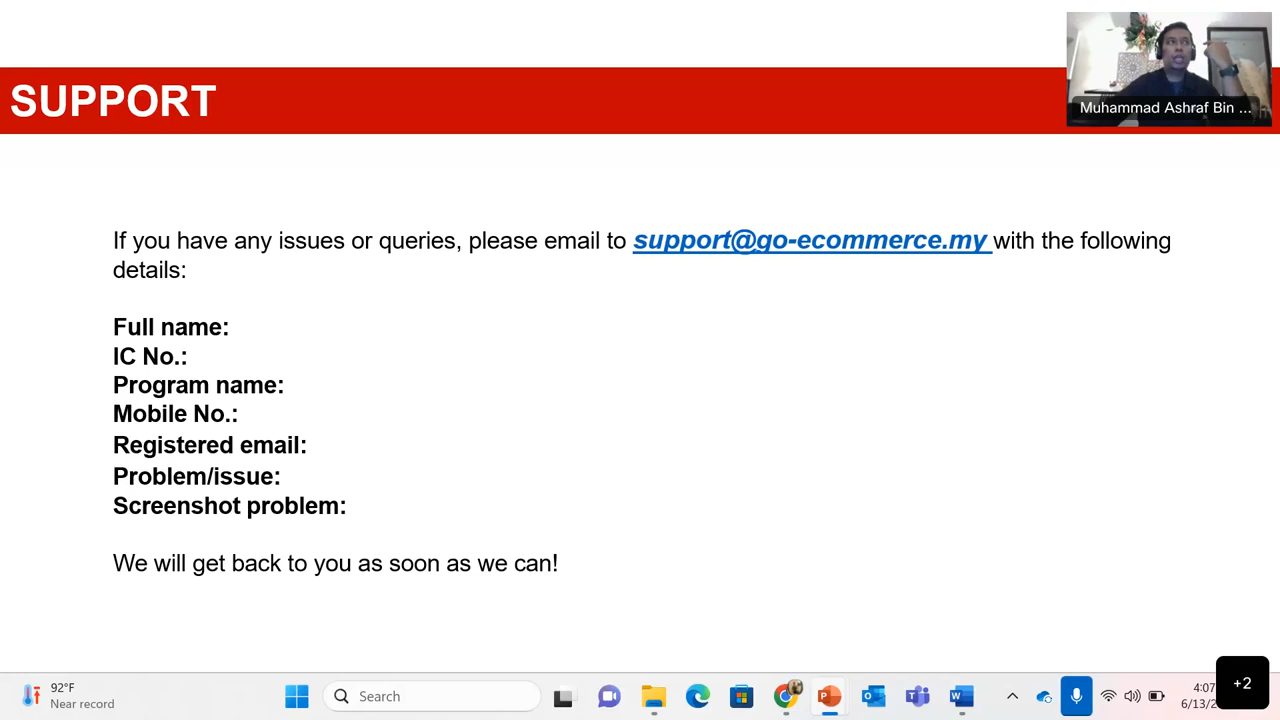 SUPPORT
Muhammad Ashraf Bin ...
If you have any issues or queries, please email to support@go-ecommerce.my with the following
details:
Full name:
IC No.:
Program name:
Mobile No.:
Registered email:
Problem/issue:
Screenshot problem:
We will get back to you as soon as we can!
92°F
Near record
Search
4:07
6/13/2
+2